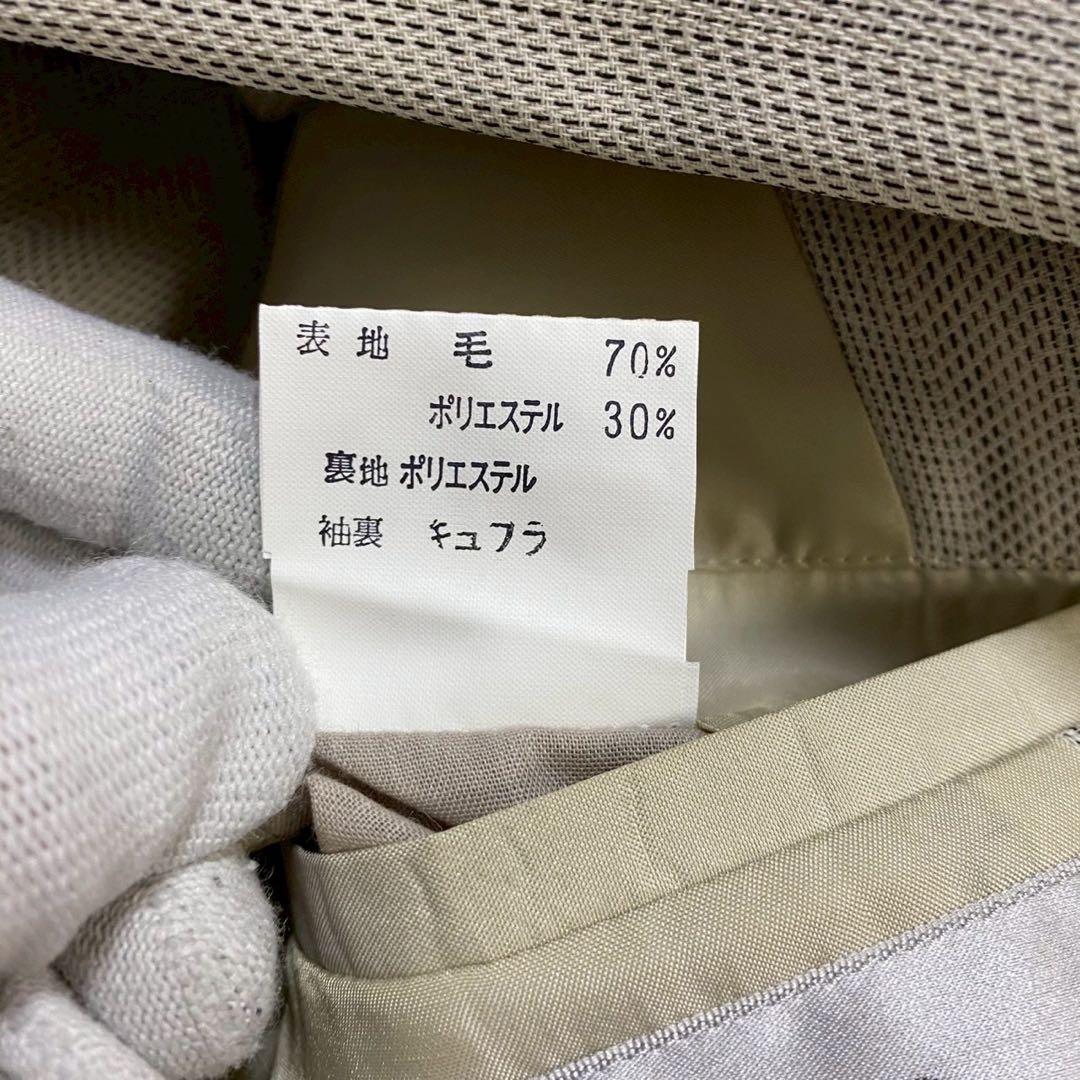 表地 毛 70%
ポリエステル 30%
裏地 ポリエステル
袖裏 キュプラ